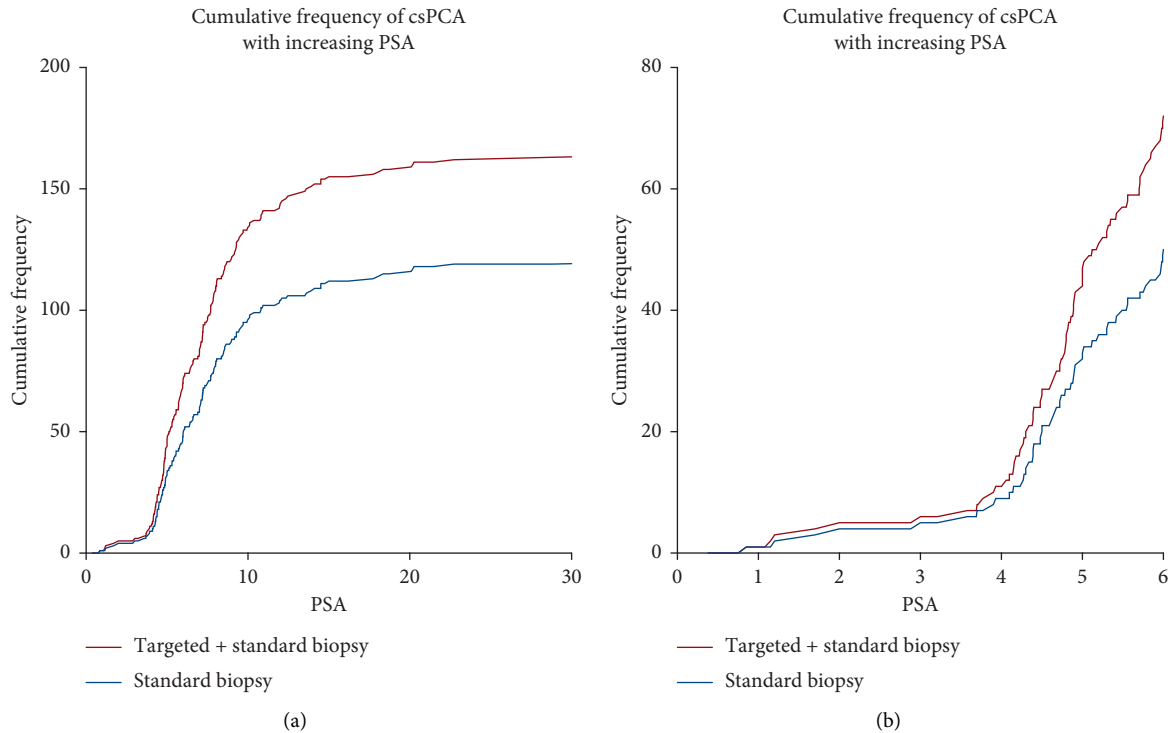 Cumulative frequency of csPCA
with increasing PSA
200
150
100
50
0
Cumulative frequency
0 10 20 30
PSA
Targeted + standard biopsy
Standard biopsy
(a)
Cumulative frequency of csPCA
with increasing PSA
80
60
40
20
0
Cumulative frequency
0 1 2 3 4 5 6
PSA
Targeted + standard biopsy
Standard biopsy
(b)